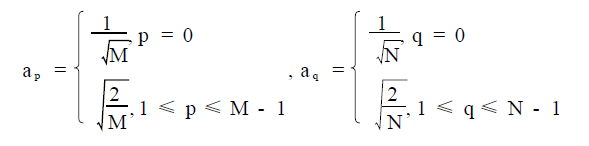 a_p = { 1/√M, p = 0
√(2/M), 1 ≤ p ≤ M - 1
, a_q = { 1/√N, q = 0
√(2/N), 1 ≤ q ≤ N - 1